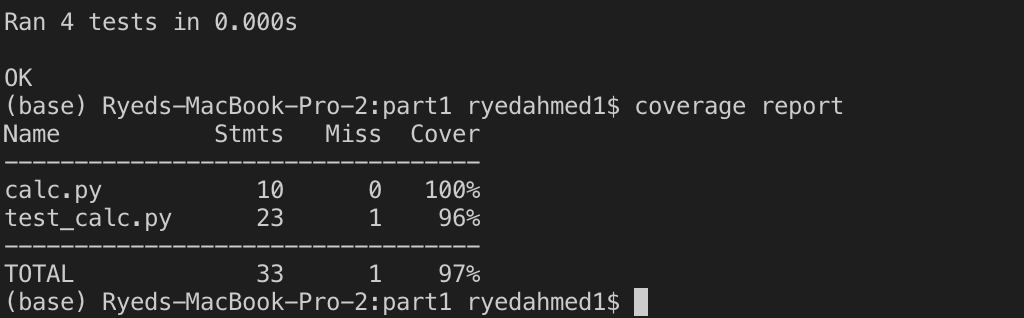 Ran 4 tests in 0.000s
OK
(base) Ryeds-MacBook-Pro-2:part1 ryedahmed1$ coverage report
Name Stmts Miss Cover
----------------------------------
calc.py 10 0 100%
test_calc.py 23 1 96%
----------------------------------
TOTAL 33 1 97%
(base) Ryeds-MacBook-Pro-2:part1 ryedahmed1$